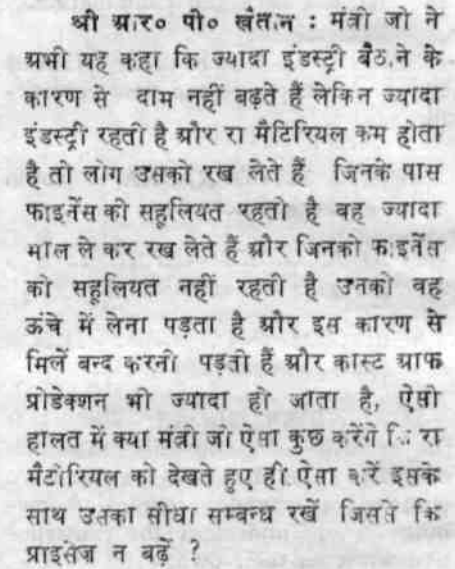 श्री आर० पी० खेतान : मंत्री जी ने
अभी यह कहा कि ज्यादा इंडस्ट्री बैठने के
कारण से दाम नहीं बढ़ते हैं लेकिन ज्यादा
इंडस्ट्री रहती है और रा मैटिरियल कम होता
है तो लोग उसको रख लेते हैं जिनके पास
फाइनेंस की सहूलियत रहती है वह ज्यादा
माल ले कर रख लेते हैं और जिनको फाइनेंस
की सहूलियत नहीं रहती है उनको वह
ऊंचे में लेना पड़ता है और इस कारण से
मिलें बन्द करनी पड़ती हैं और कास्ट आफ
प्रोडेक्शन भी ज्यादा हो जाता है, ऐसी
हालत में क्या मंत्री जी ऐसा कुछ करेंगे कि रा
मैटीरियल को देखते हुए ही ऐसा करें इसके
साथ उसका सीधा सम्बन्ध रखें जिससे कि
प्राइसेज न बढ़ें ?